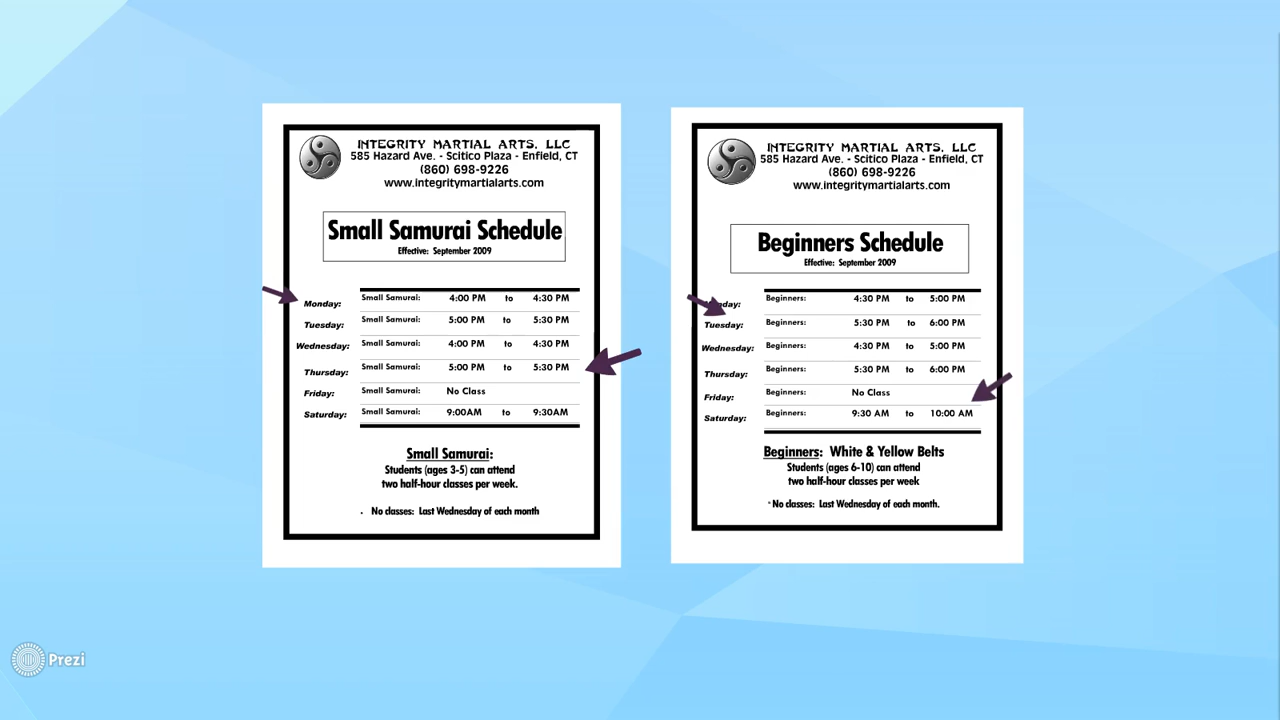 INTEGRITY MARTIAL ARTS, LLC
585 Hazard Ave. - Scitico Plaza - Enfield, CT
(860) 698-9226
www.integritymartialarts.com
Small Samurai Schedule
Effective: September 2009
Monday: Small Samurai: 4:00 PM to 4:30 PM
Tuesday: Small Samurai: 5:00 PM to 5:30 PM
Wednesday: Small Samurai: 4:00 PM to 4:30 PM
Thursday: Small Samurai: 5:00 PM to 5:30 PM
Friday: Small Samurai: No Class
Saturday: Small Samurai: 9:00AM to 9:30AM
Small Samurai:
Students (ages 3-5) can attend
two half-hour classes per week.
. No classes: Last Wednesday of each month
INTEGRITY MARTIAL ARTS, LLC
585 Hazard Ave. - Scitico Plaza - Enfield, CT
(860) 698-9226
www.integritymartialarts.com
Beginners Schedule
Effective: September 2009
Beginners: 4:30 PM to 5:00 PM
Tuesday: Beginners: 5:30 PM to 6:00 PM
Wednesday: Beginners: 4:30 PM to 5:00 PM
Thursday: Beginners: 5:30 PM to 6:00 PM
Friday: Beginners: No Class
Saturday: Beginners: 9:30 AM to 10:00 AM
Beginners: White & Yellow Belts
Students (ages 6-10) can attend
two half-hour classes per week
* No classes: Last Wednesday of each month.
Prezi